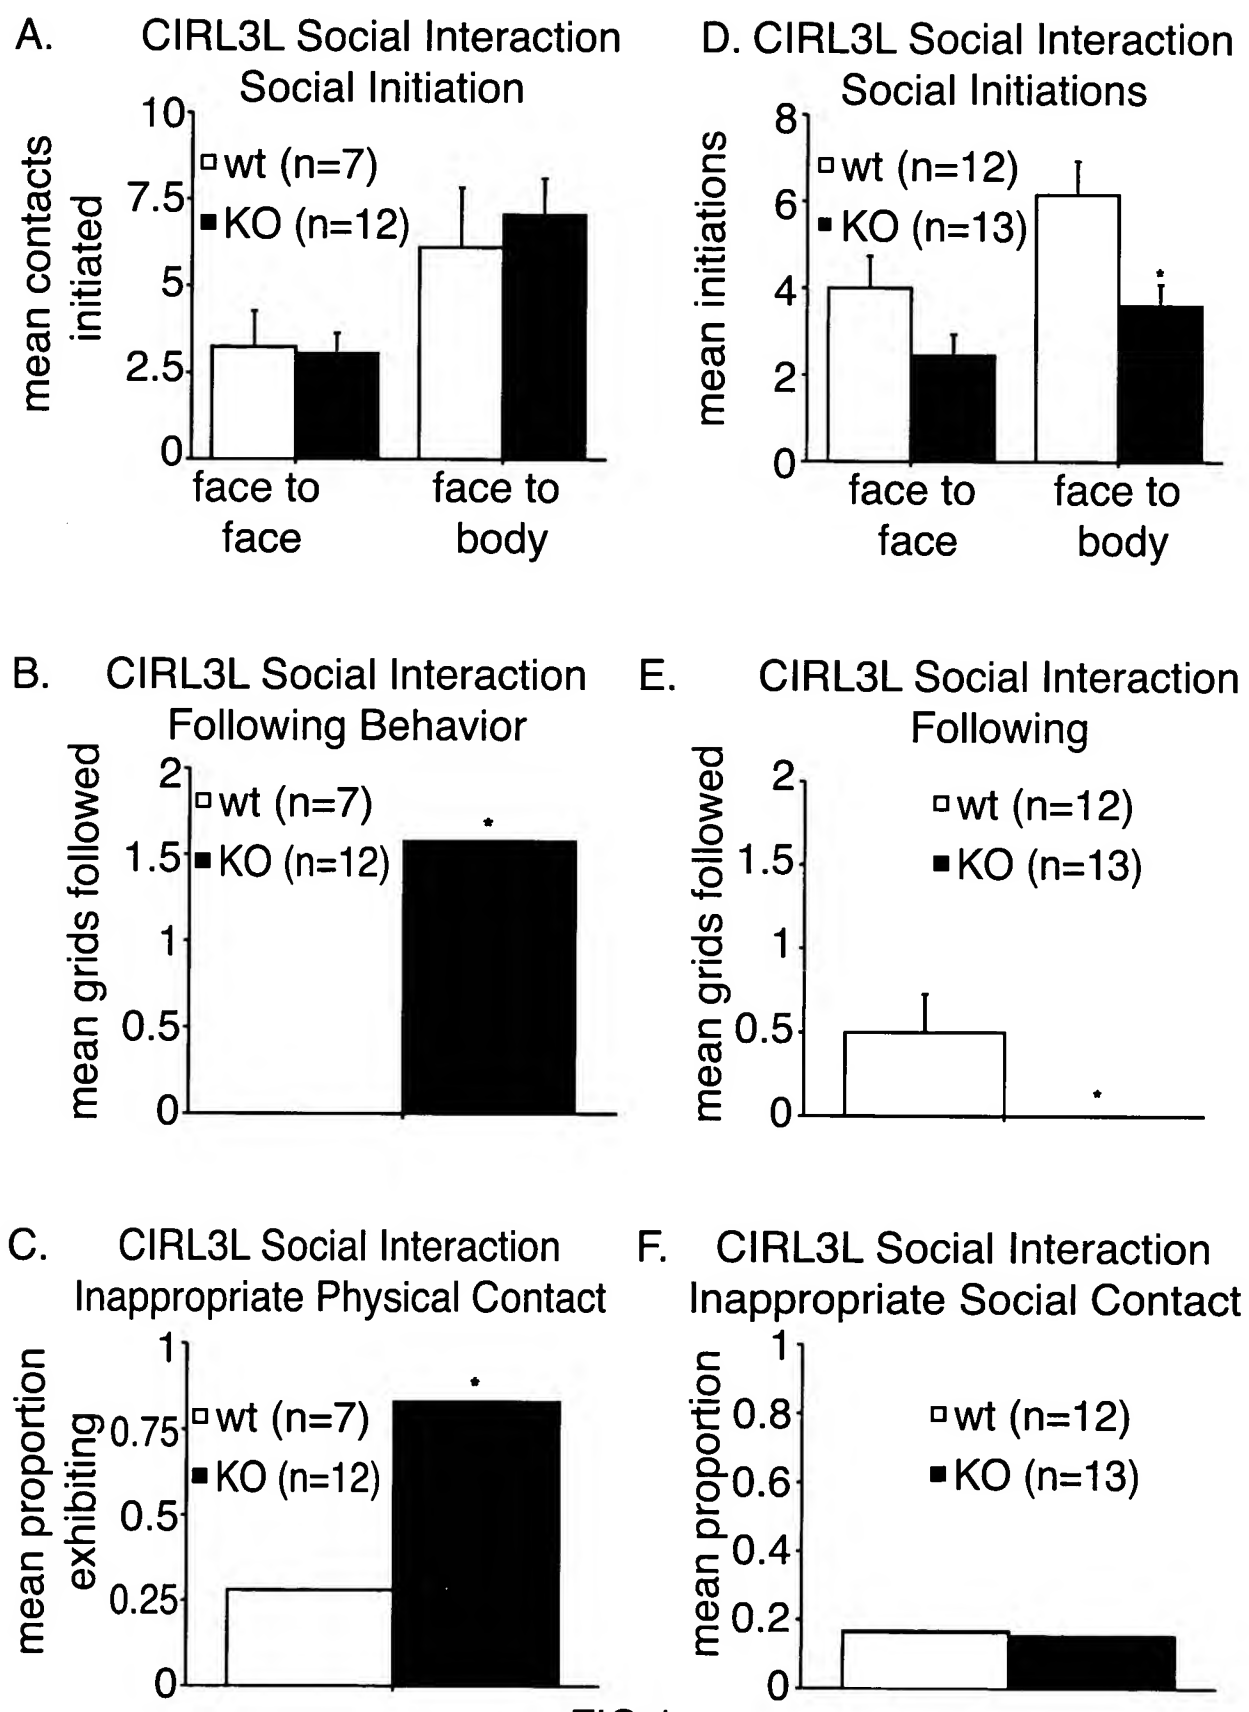 A. CIRL3L Social Interaction
Social Initiation
mean contacts
initiated
10
7.5
5
2.5
0
wt (n=7)
KO (n=12)
face to
face
face to
body
D. CIRL3L Social Interaction
Social Initiations
mean initiations
8
6
4
2
0
wt (n=12)
KO (n=13)
*
face to
face
face to
body
B. CIRL3L Social Interaction
Following Behavior
mean grids followed
2
1.5
1
0.5
0
wt (n=7)
KO (n=12)
*
E. CIRL3L Social Interaction
Following
mean grids followed
2
1.5
1
0.5
0
wt (n=12)
KO (n=13)
*
C. CIRL3L Social Interaction
Inappropriate Physical Contact
mean proportion
exhibiting
1
0.75
0.5
0.25
0
wt (n=7)
KO (n=12)
*
F. CIRL3L Social Interaction
Inappropriate Social Contact
mean proportion
1
0.8
0.6
0.4
0.2
0
wt (n=12)
KO (n=13)